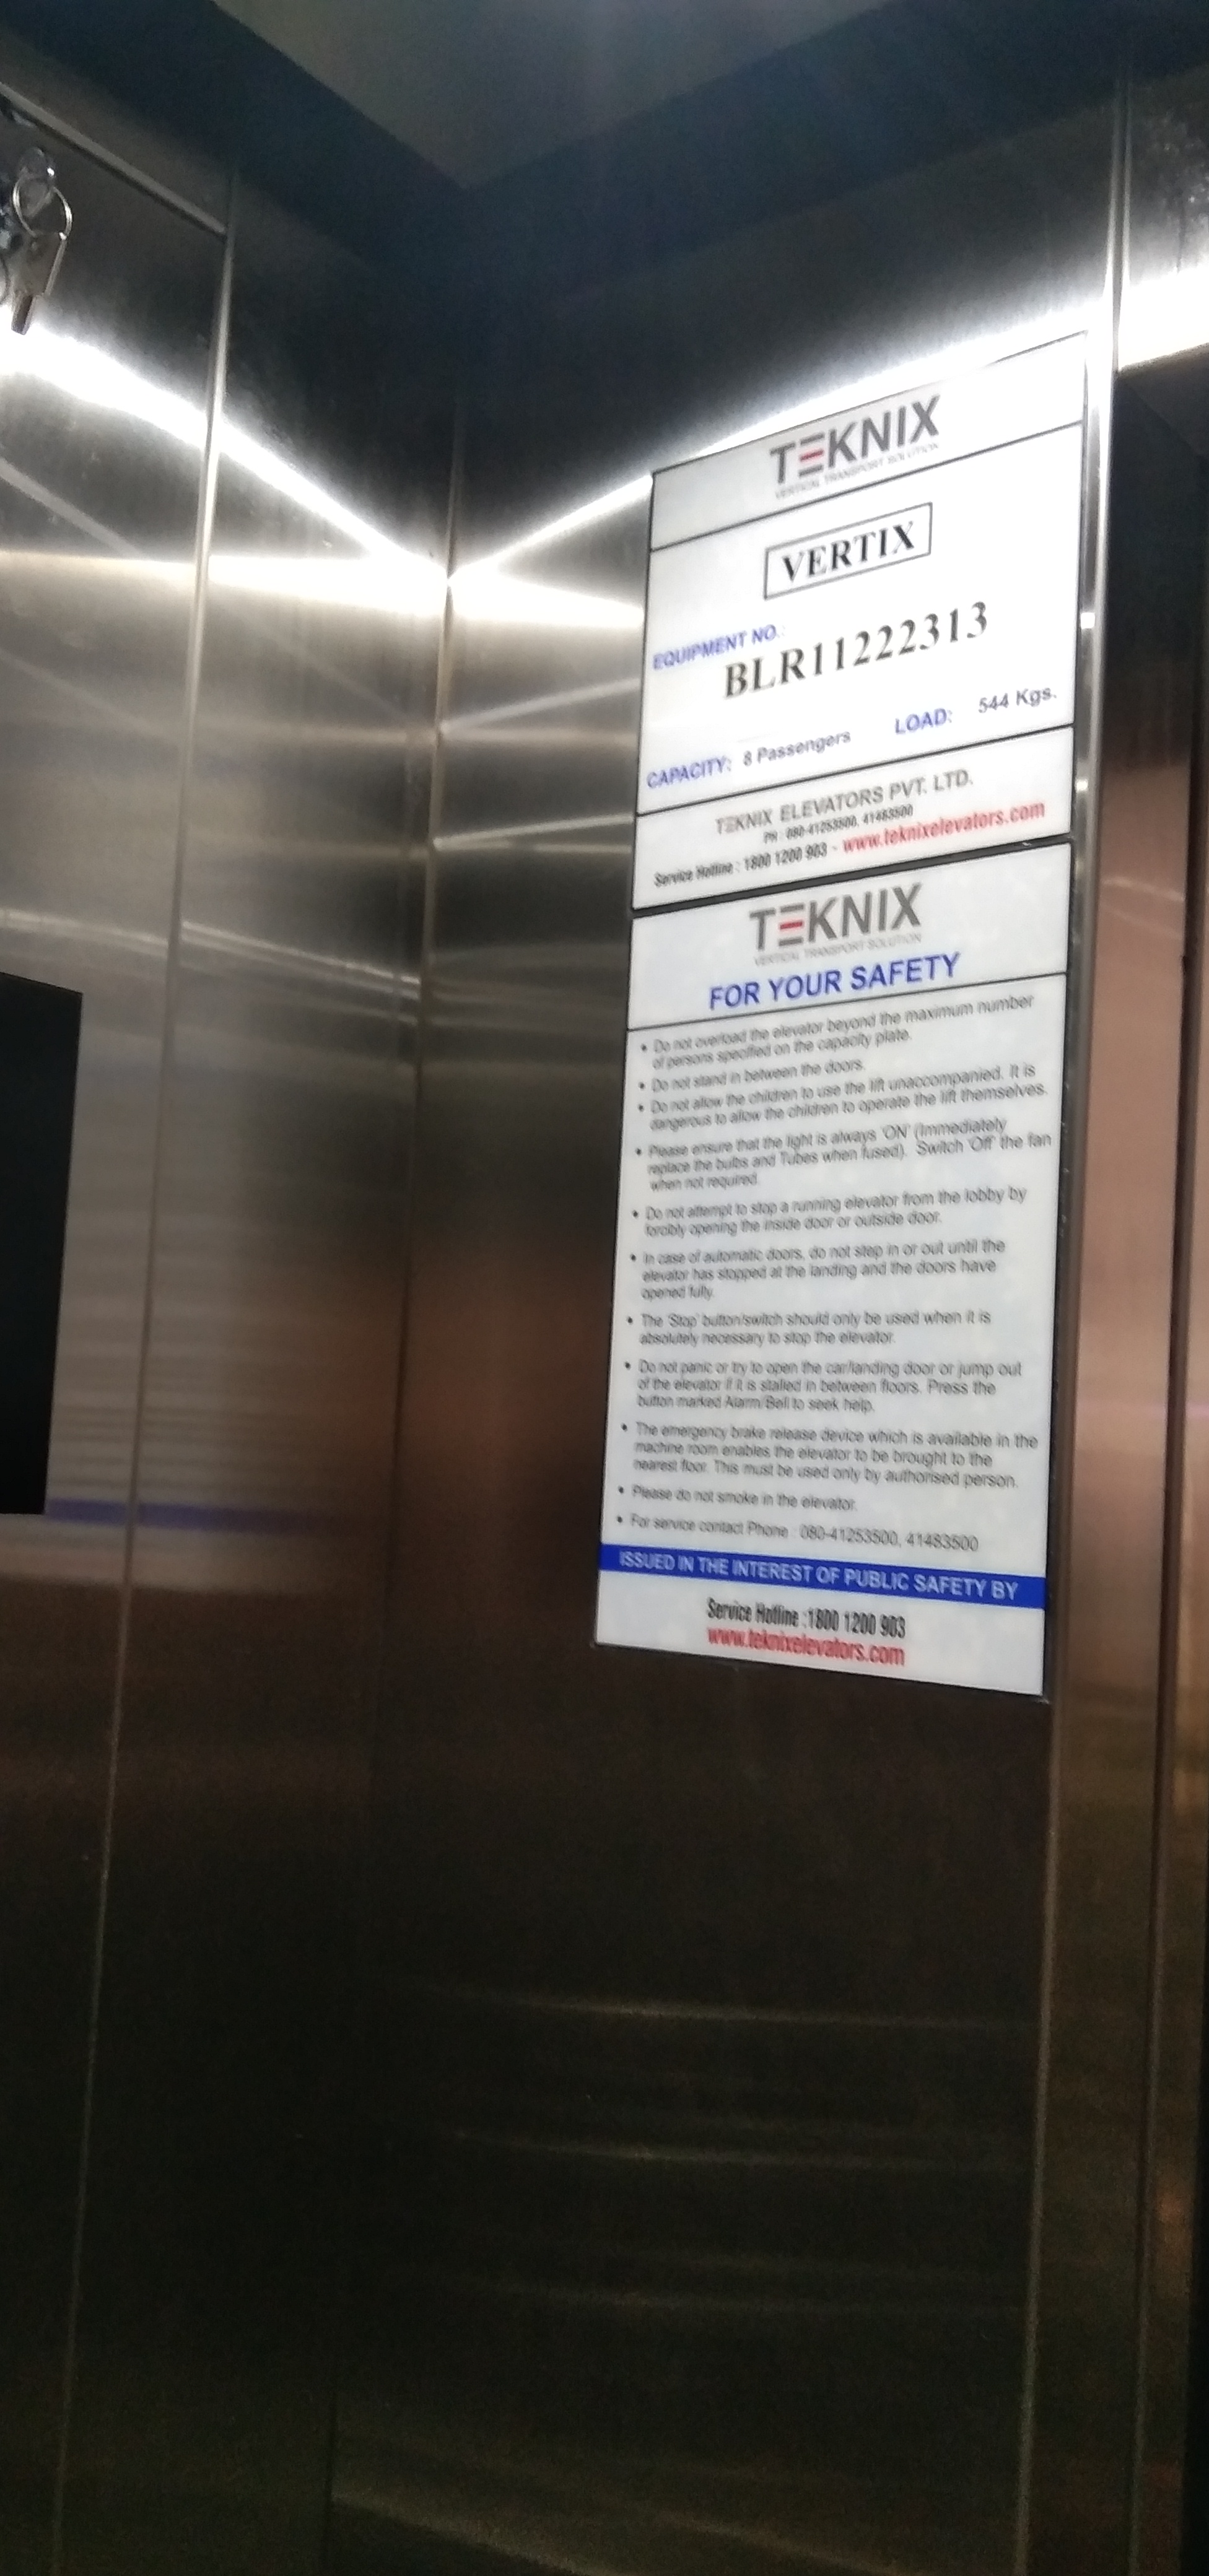 TEKNIX
VERTICAL TRANSPORT SOLUTION
VERTIX
EQUIPMENT NO.:
BLR11222313
CAPACITY: 8 Passengers LOAD: 544 Kgs.
TEKNIX ELEVATORS PVT. LTD.
PH : 080-41253500, 41483500
Service Hotline : 1800 1200 903 - www.teknixelevators.com
TEKNIX
VERTICAL TRANSPORT SOLUTION
FOR YOUR SAFETY
• Do not overload the elevator beyond the maximum number
of persons specified on the capacity plate.
• Do not stand in between the doors.
• Do not allow the children to use the lift unaccompanied. It is
dangerous to allow the children to operate the lift themselves.
• Please ensure that the light is always 'ON' (Immediately
replace the bulbs and Tubes when fused). Switch 'Off' the fan
when not required.
• Do not attempt to stop a running elevator from the lobby by
forcibly opening the inside door or outside door.
• In case of automatic doors, do not step in or out until the
elevator has stopped at the landing and the doors have
opened fully.
• The 'Stop' button/switch should only be used when it is
absolutely necessary to stop the elevator.
• Do not panic or try to open the car/landing door or jump out
of the elevator if it is stalled in between floors. Press the
button marked Alarm/Bell to seek help.
• The emergency brake release device which is available in the
machine room enables the elevator to be brought to the
nearest floor. This must be used only by authorised person.
• Please do not smoke in the elevator.
• For service contact Phone : 080-41253500, 41483500
ISSUED IN THE INTEREST OF PUBLIC SAFETY BY
Service Hotline :1800 1200 903
www.teknixelevators.com